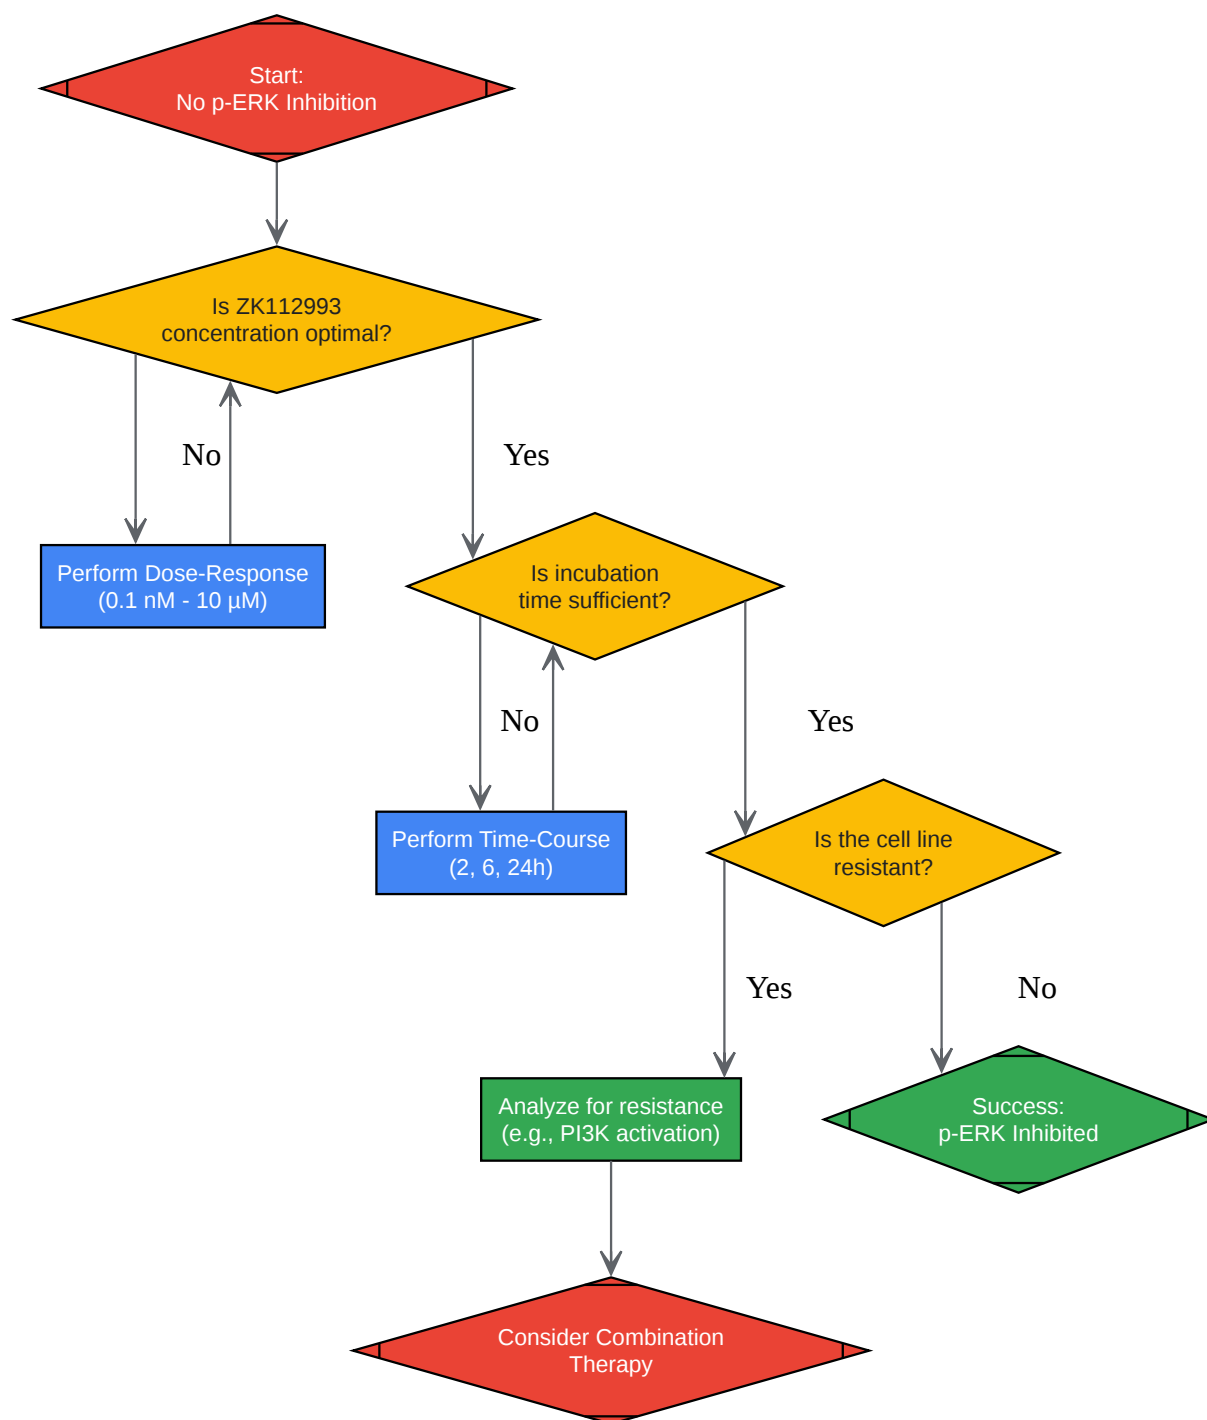 Start:
No p-ERK Inhibition
Is ZK112993
concentration optimal?
No
Yes
Perform Dose-Response
(0.1 nM - 10 µM)
Is incubation
time sufficient?
No
Yes
Perform Time-Course
(2, 6, 24h)
Is the cell line
resistant?
Yes
No
Analyze for resistance
(e.g., PI3K activation)
Success:
p-ERK Inhibited
Consider Combination
Therapy